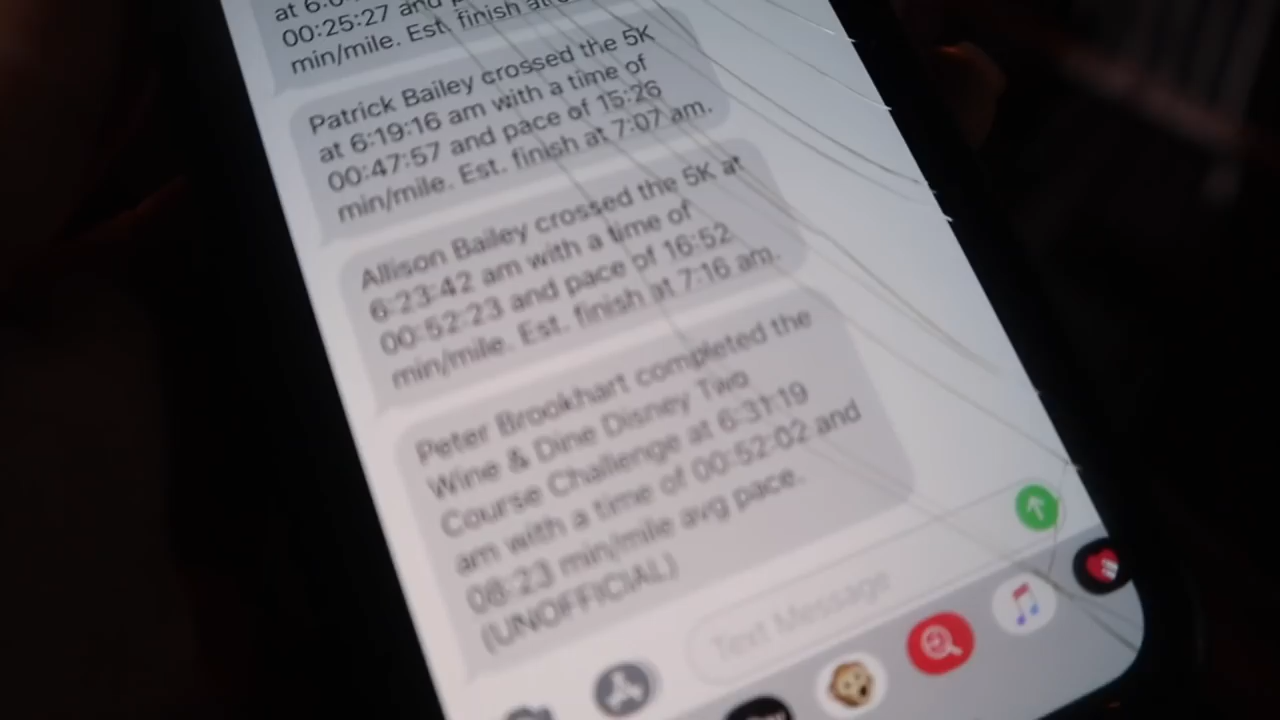 at 6:0
00:25:27 and
min/mile. Est. finish at
Patrick Bailey crossed the 5K
at 6:19:16 am with a time of
00:47:57 and pace of 15:26
min/mile. Est. finish at 7:07 am.
Allison Bailey crossed the 5K at
6:23:42 am with a time of
00:52:23 and pace of 16:52
min/mile. Est. finish at 7:16 am.
Peter Brookhart completed the
Wine & Dine Disney Two
Course Challenge at 6:31:19
am with a time of 00:52:02 and
08:23 min/mile avg pace.
(UNOFFICIAL)
Text Message